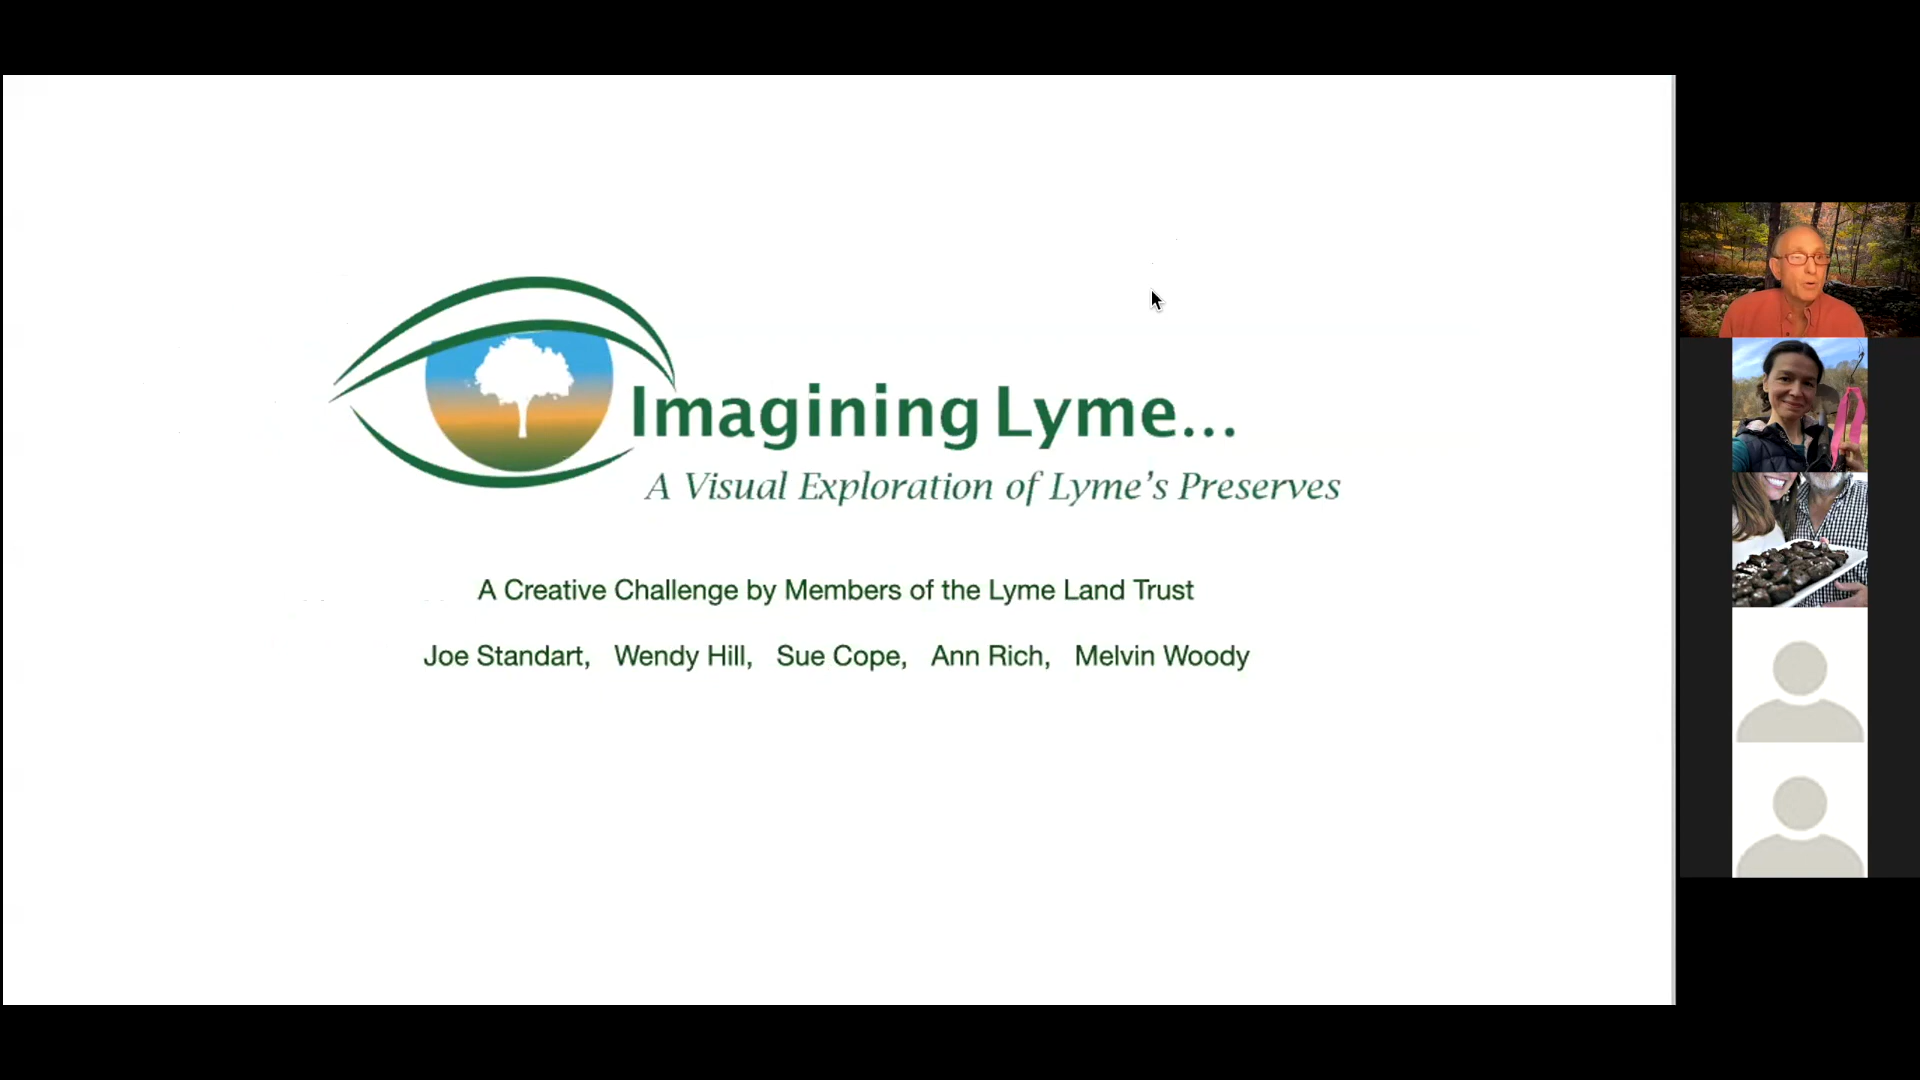 Imagining Lyme...
A Visual Exploration of Lyme's Preserves
A Creative Challenge by Members of the Lyme Land Trust
Joe Standart, Wendy Hill, Sue Cope, Ann Rich, Melvin Woody